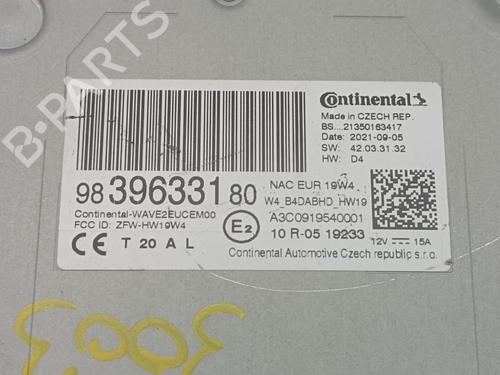 Continental
Made in CZECH REP.
BS....21350163417
Date: 2021-09-05
SW: 42.03.31.32
HW: D4
98 396331 80
NAC EUR 19W4
Continental-WAVE2EUCEM00
W4_B4DABHD_HW19
FCC ID: ZFW-HW19W4
A3C0919540001
CE T 20 A L
E2
10 R-05 19233
12V 15A
Continental Automotive Czech republic s.r.o.
B-PARTS
3003